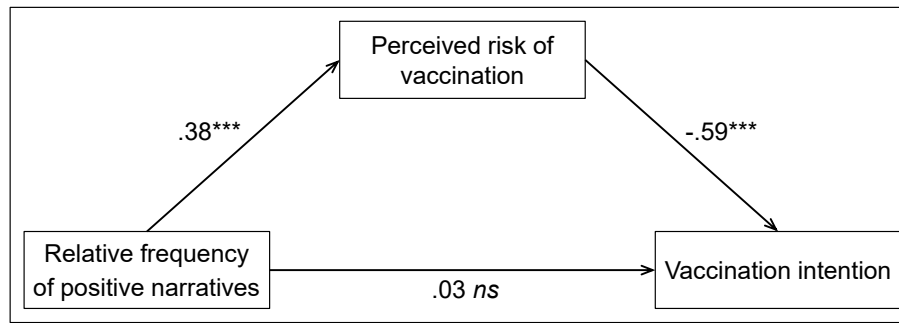 Perceived risk of
vaccination
.38***
-.59***
Relative frequency
of positive narratives
.03 ns
Vaccination intention